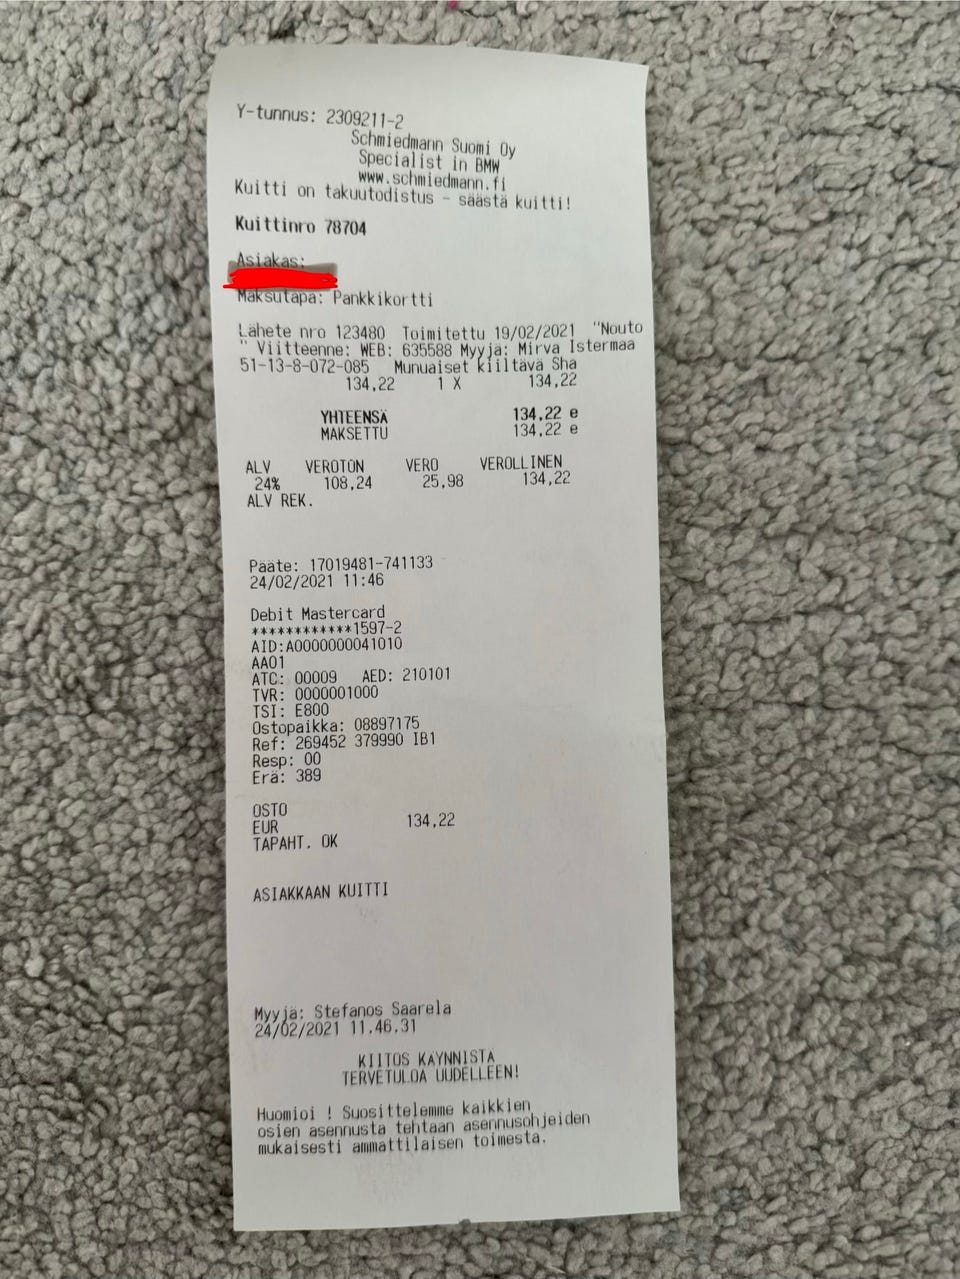 Y-tunnus: 2309211-2
Schmiedmann Suomi Oy
Specialist in BMW
www.schmiedmann.fi
Kuitti on takuutodistus - säästä kuitti!
Kuittinro 78704
Asiakas:
Maksutapa: Pankkikortti
Lähete nro 123480 Toimitettu 19/02/2021 "Nouto
" Viitteenne: WEB: 635588 Myyjä: Mirva Istermaa
51-13-8-072-085 Munuaiset kiiltävä Sha
134,22 1 X 134,22
YHTEENSÄ 134,22 e
MAKSETTU 134,22 e
ALV VEROTON VERO VEROLLINEN
24% 108,24 25,98 134,22
ALV REK.
Pääte: 17019481-741133
24/02/2021 11:46
Debit Mastercard
************1597-2
AID:A0000000041010
AA01
ATC: 00009 AED: 210101
TVR: 0000001000
TSI: E800
Ostopaikka: 08897175
Ref: 269452 379990 IB1
Resp: 00
Erä: 389
OSTO
EUR 134,22
TAPAHT. OK
ASIAKKAAN KUITTI
Myyjä: Stefanos Saarela
24/02/2021 11.46.31
KIITOS KÄYNNISTÄ
TERVETULOA UUDELLEEN!
Huomioi ! Suosittelemme kaikkien
osien asennusta tehtään asennusohjeiden
mukaisesti ammattilaisen toimesta.